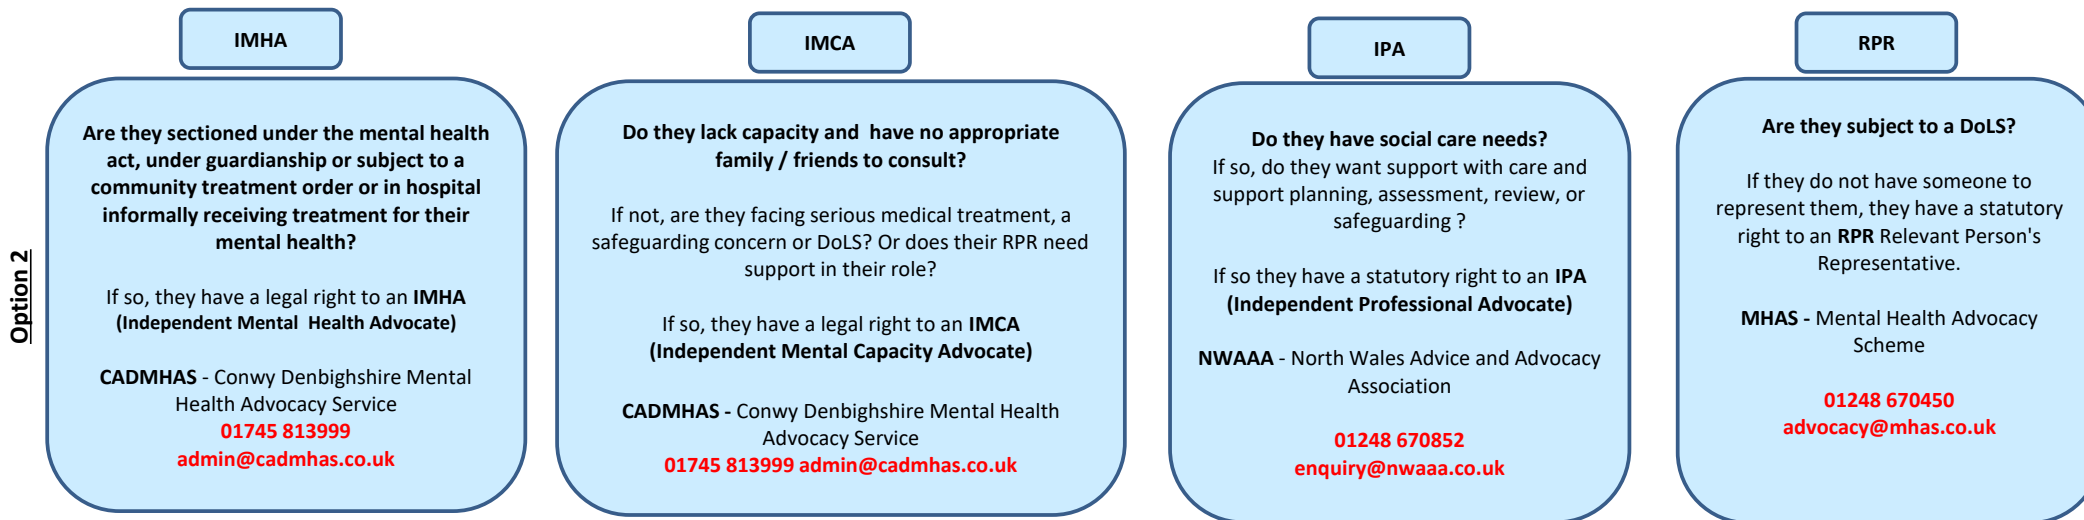 IMHA
Are they sectioned under the mental health
act, under guardianship or subject to a
community treatment order or in hospital
informally receiving treatment for their
mental health?
If so, they have a legal right to an IMHA
(Independent Mental Health Advocate)
CADMHAS - Conwy Denbighshire Mental
Health Advocacy Service
01745 813999
admin@cadmhas.co.uk
IMCA
Do they lack capacity and have no appropriate
family / friends to consult?
If not, are they facing serious medical treatment, a
safeguarding concern or DoLS? Or does their RPR need
support in their role?
If so, they have a legal right to an IMCA
(Independent Mental Capacity Advocate)
CADMHAS - Conwy Denbighshire Mental Health
Advocacy Service
01745 813999 admin@cadmhas.co.uk
IPA
Do they have social care needs?
If so, do they want support with care and
support planning, assessment, review, or
safeguarding ?
If so they have a statutory right to an IPA
(Independent Professional Advocate)
NWAAA - North Wales Advice and Advocacy
Association
01248 670852
enquiry@nwaaa.co.uk
RPR
Are they subject to a DoLS?
If they do not have someone to
represent them, they have a statutory
right to an RPR Relevant Person's
Representative.
MHAS - Mental Health Advocacy
Scheme
01248 670450
advocacy@mhas.co.uk
Option 2